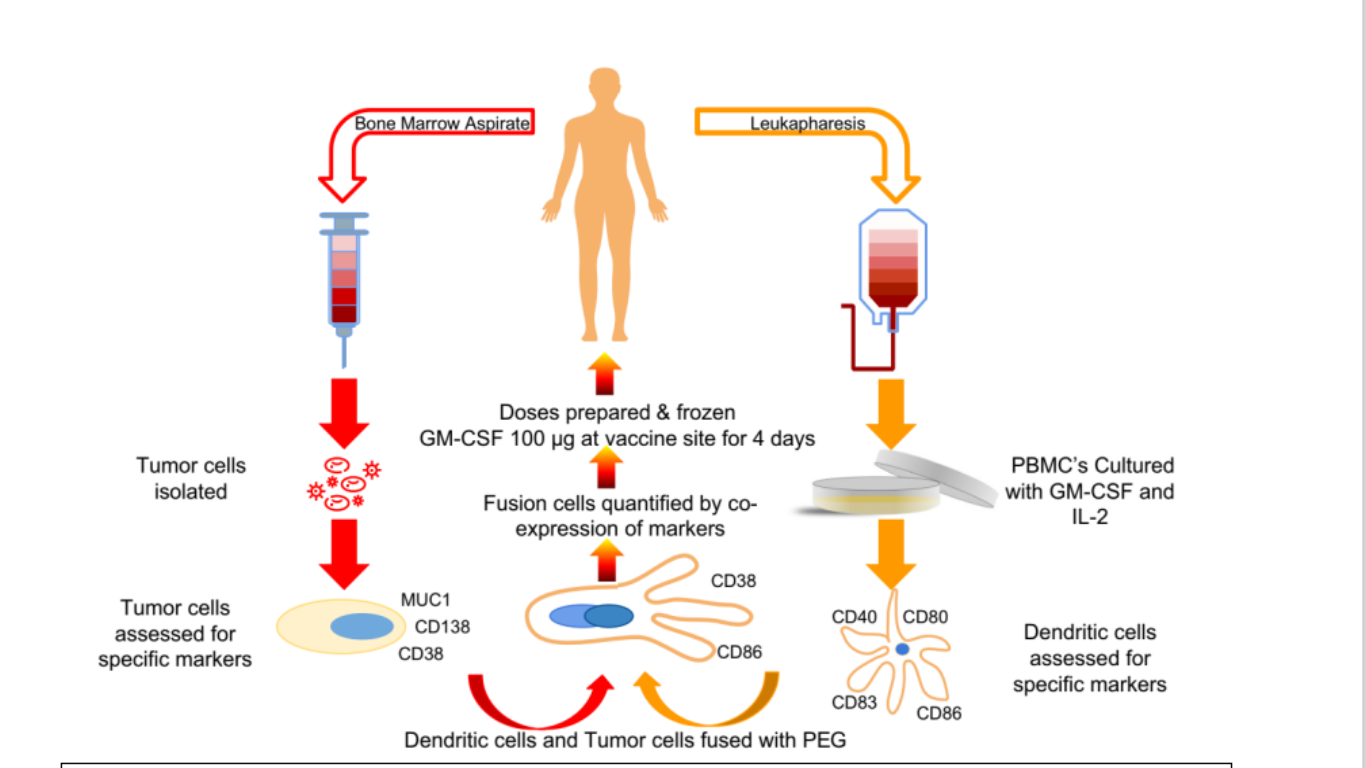 Bone Marrow Aspirate
Leukapharesis
Doses prepared & frozen
GM-CSF 100 µg at vaccine site for 4 days
Tumor cells
isolated
PBMC's Cultured
with GM-CSF and
IL-2
Fusion cells quantified by co-
expression of markers
Tumor cells
assessed for
specific markers
MUC1
CD138
CD38
CD38
CD86
CD40
CD80
CD83
CD86
Dendritic cells
assessed for
specific markers
Dendritic cells and Tumor cells fused with PEG